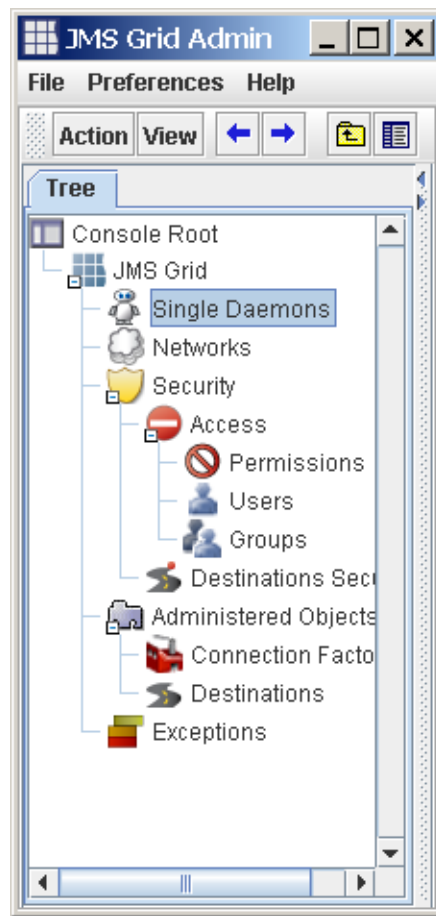 JMS Grid Admin
File Preferences Help
Action View
Tree
Console Root
JMS Grid
Single Daemons
Networks
Security
Access
Permissions
Users
Groups
Destinations Secu
Administered Objects
Connection Facto
Destinations
Exceptions